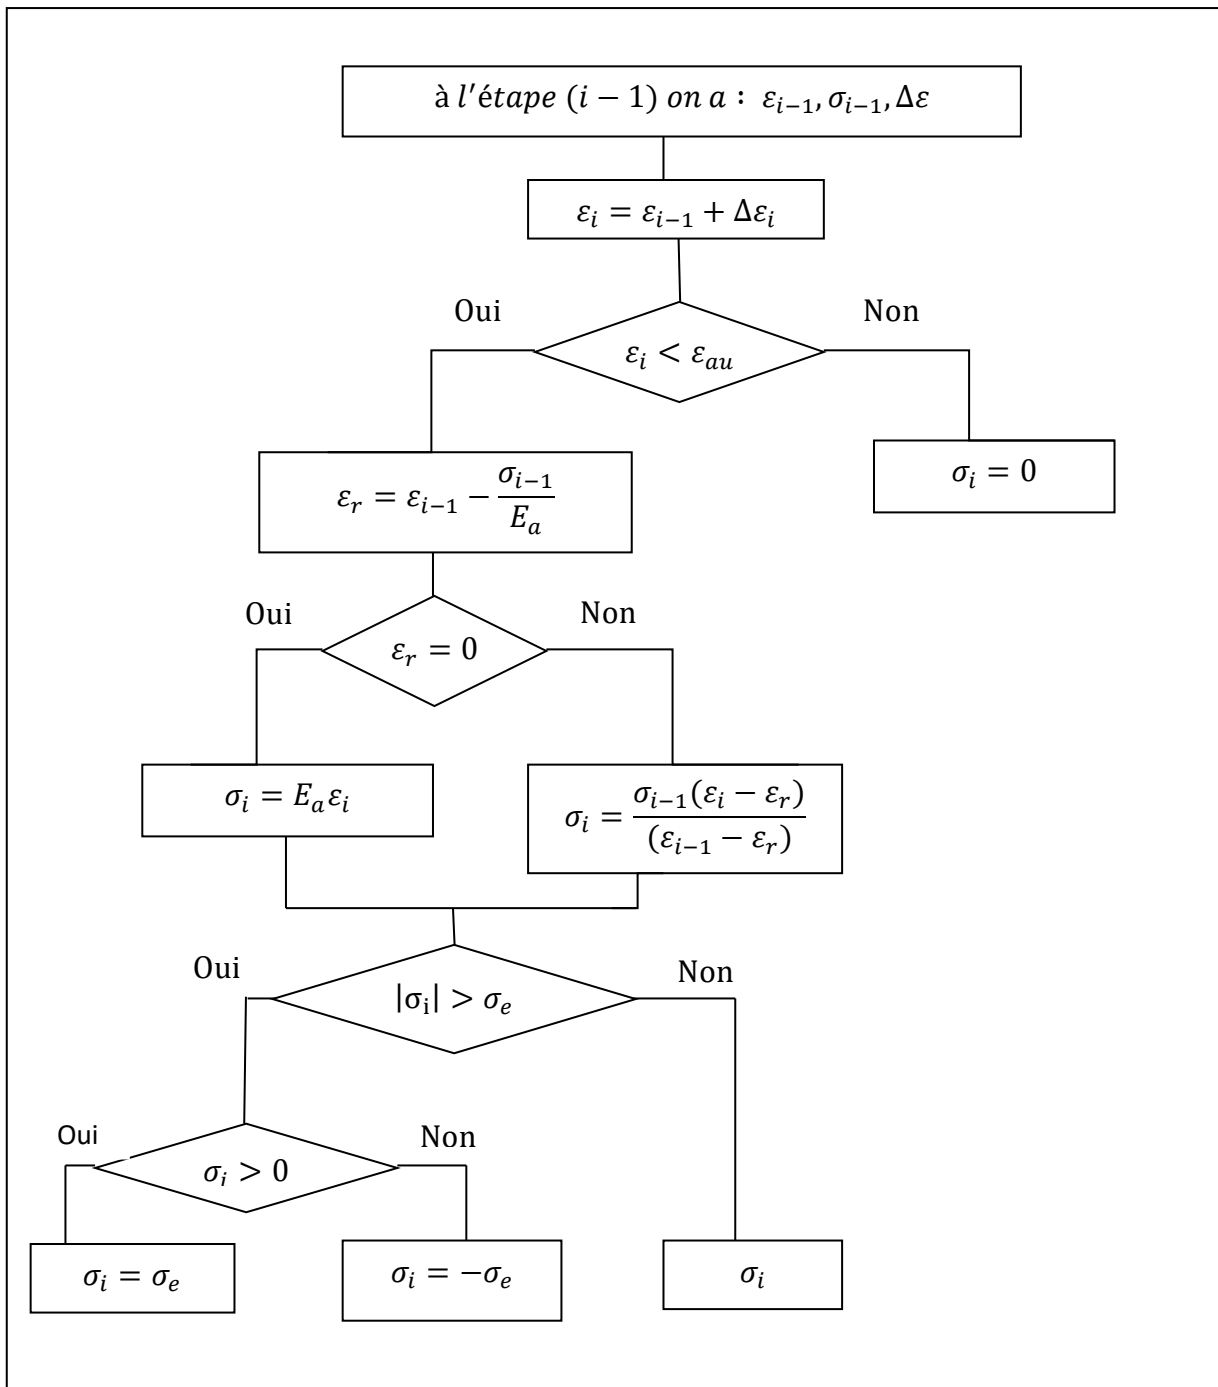 à l′étape (i − 1) on a : ε_{i−1}, σ_{i−1}, Δε
ε_i = ε_{i−1} + Δε_i
Oui
Non
ε_i < ε_{au}
ε_r = ε_{i−1} − \frac{σ_{i−1}}{E_a}
σ_i = 0
Oui
Non
ε_r = 0
σ_i = E_a ε_i
σ_i = \frac{σ_{i−1}(ε_i − ε_r)}{(ε_{i−1} − ε_r)}
Oui
Non
|σ_i| > σ_e
Oui
Non
σ_i > 0
σ_i = σ_e
σ_i = −σ_e
σ_i